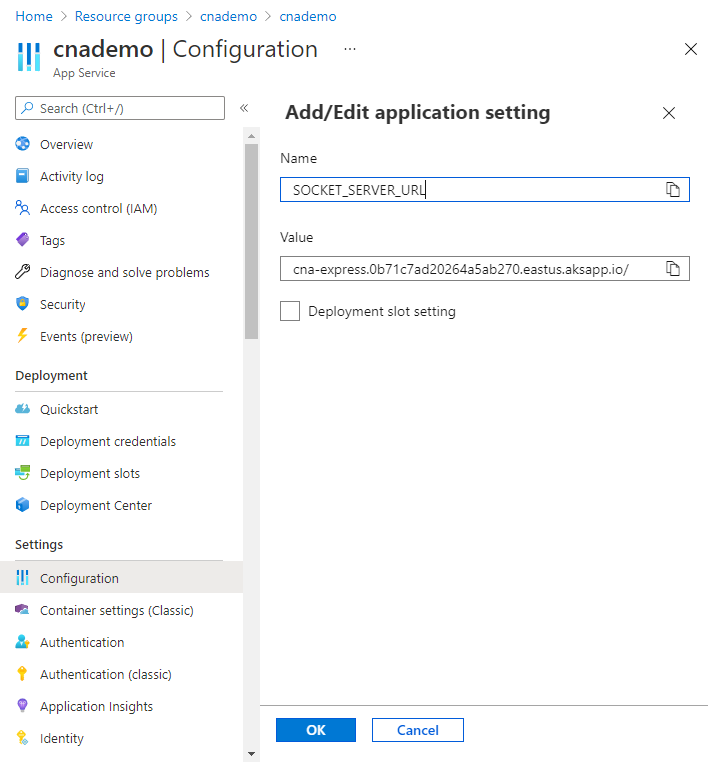 Home > Resource groups > cnademo > cnademo
cnademo | Configuration ...
App Service
Search (Ctrl+/)
«
Overview
Activity log
Access control (IAM)
Tags
Diagnose and solve problems
Security
Events (preview)
Deployment
Quickstart
Deployment credentials
Deployment slots
Deployment Center
Settings
Configuration
Container settings (Classic)
Authentication
Authentication (classic)
Application Insights
Identity
Add/Edit application setting
Name
SOCKET_SERVER_URL
Value
cna-express.0b71c7ad20264a5ab270.eastus.aksapp.io/
Deployment slot setting
OK
Cancel